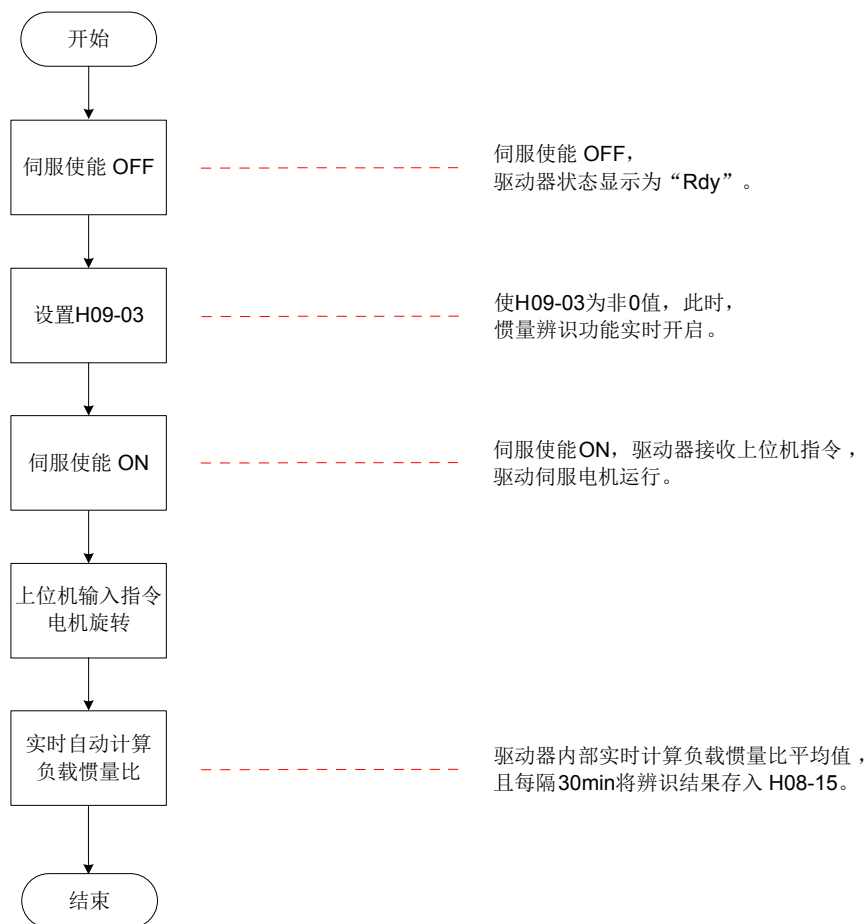 开始
伺服使能 OFF
伺服使能 OFF，
驱动器状态显示为“Rdy”。
设置H09-03
使H09-03为非0值，此时，
惯量辨识功能实时开启。
伺服使能 ON
伺服使能ON，驱动器接收上位机指令，
驱动伺服电机运行。
上位机输入指令
电机旋转
实时自动计算
负载惯量比
驱动器内部实时计算负载惯量比平均值，
且每隔30min将辨识结果存入 H08-15。
结束